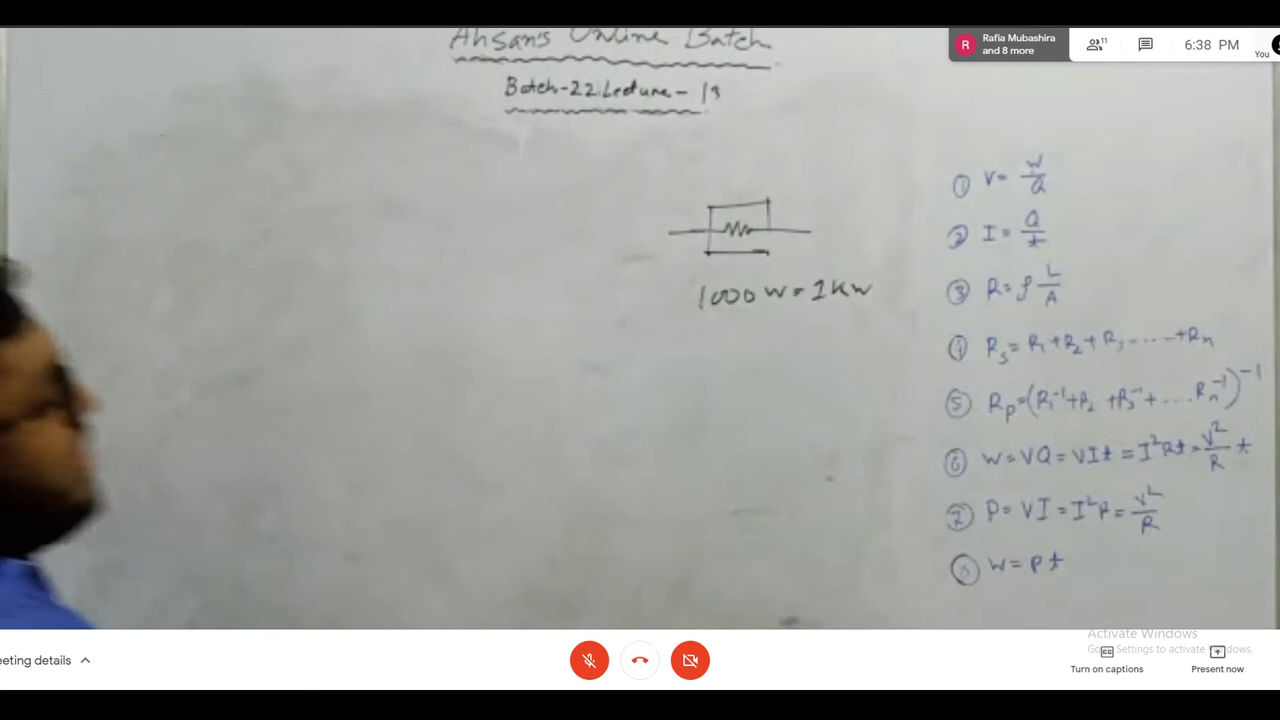 Ahsan's Online Batch
Batch-22 Lecture - 13
Rafia Mubashira
and 8 more
R
11
6:38 PM
You
1000 W = 1 KW
① V = W/Q
② I = Q/t
③ R = ρ L/A
④ Rs = R1 + R2 + R3 ------ + Rn
⑤ Rp = (R1⁻¹ + R2 + R3⁻¹ + .... Rn⁻¹)⁻¹
⑥ W = VQ = VIt = I²Rt = V²/R t
⑦ P = VI = I²R = V²/R
⑧ W = Pt
eeting details
Activate Windows
Go to Settings to activate Windows.
Turn on captions
Present now